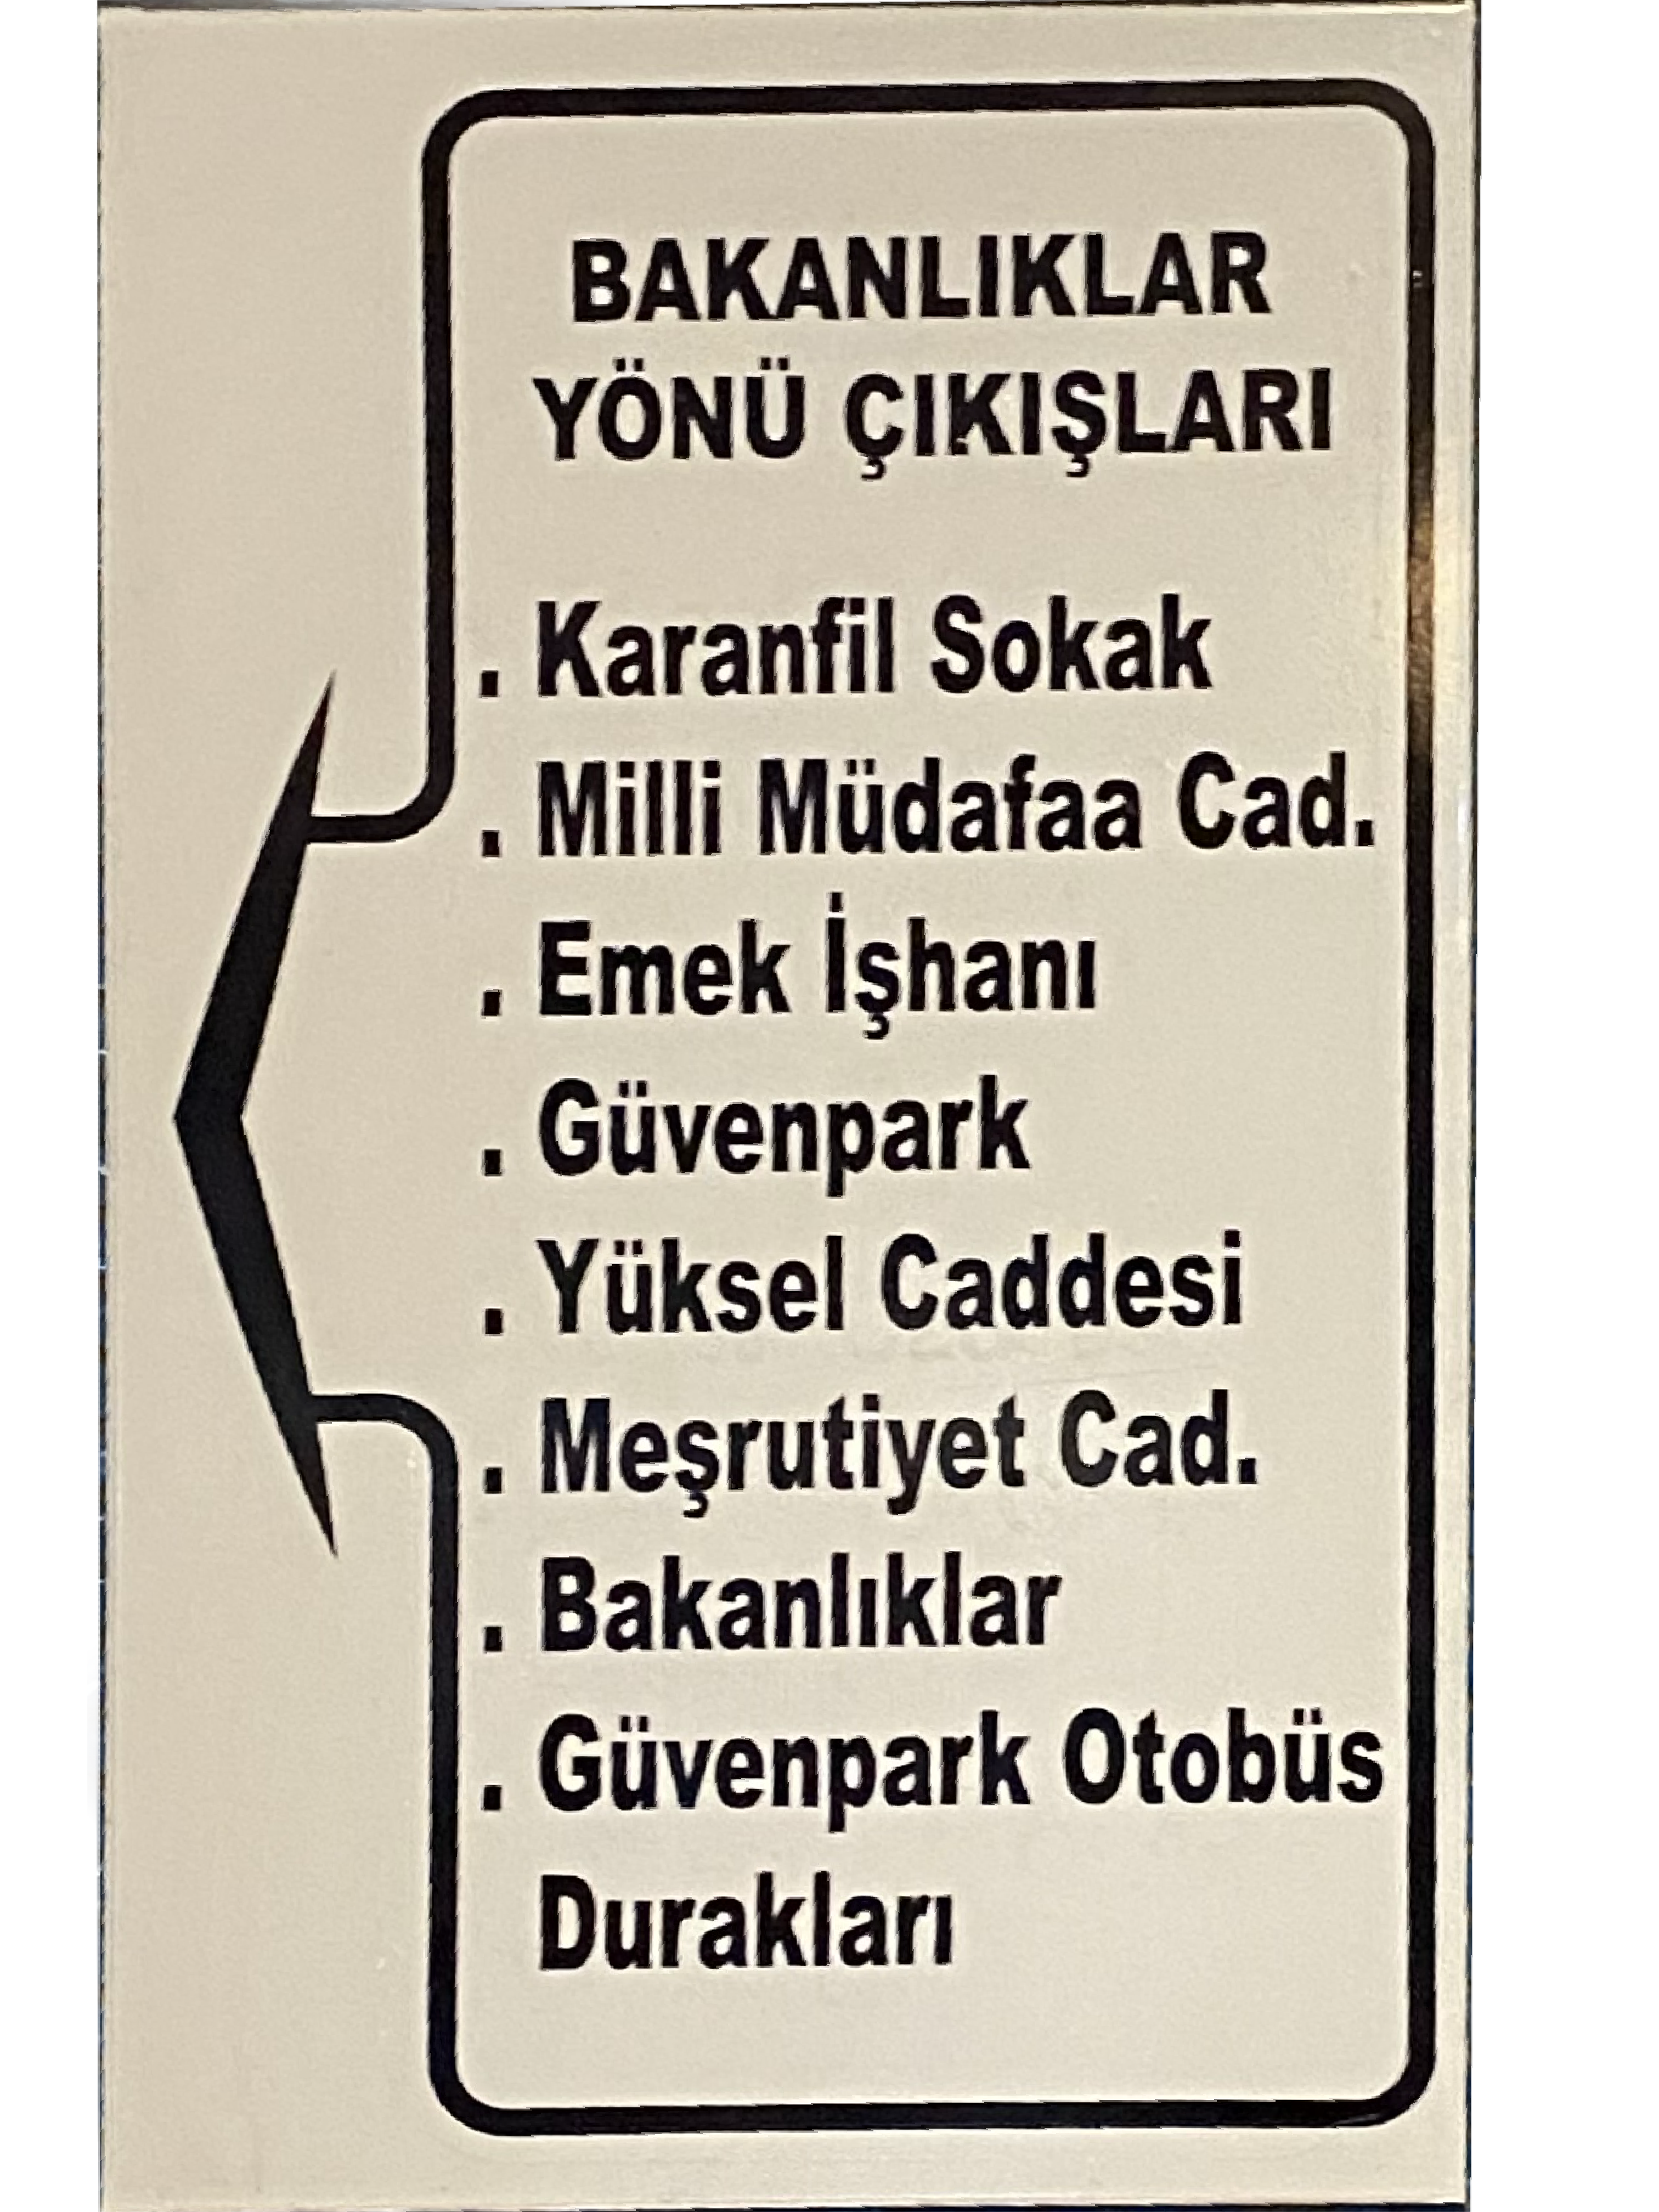 BAKANLIKLAR
YÖNÜ ÇIKIŞLARI
. Karanfil Sokak
. Milli Müdafaa Cad.
. Emek İşhanı
. Güvenpark
. Yüksel Caddesi
. Meşrutiyet Cad.
. Bakanlıklar
. Güvenpark Otobüs
Durakları